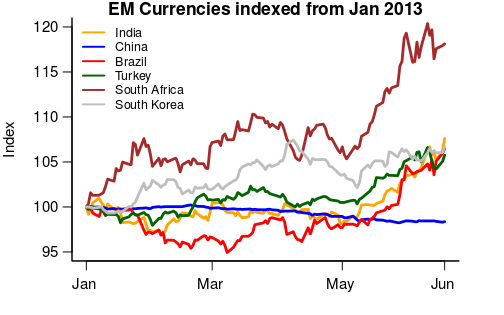 EM Currencies indexed from Jan 2013
120
115
110
105
100
95
Index
India
China
Brazil
Turkey
South Africa
South Korea
Jan
Mar
May
Jun